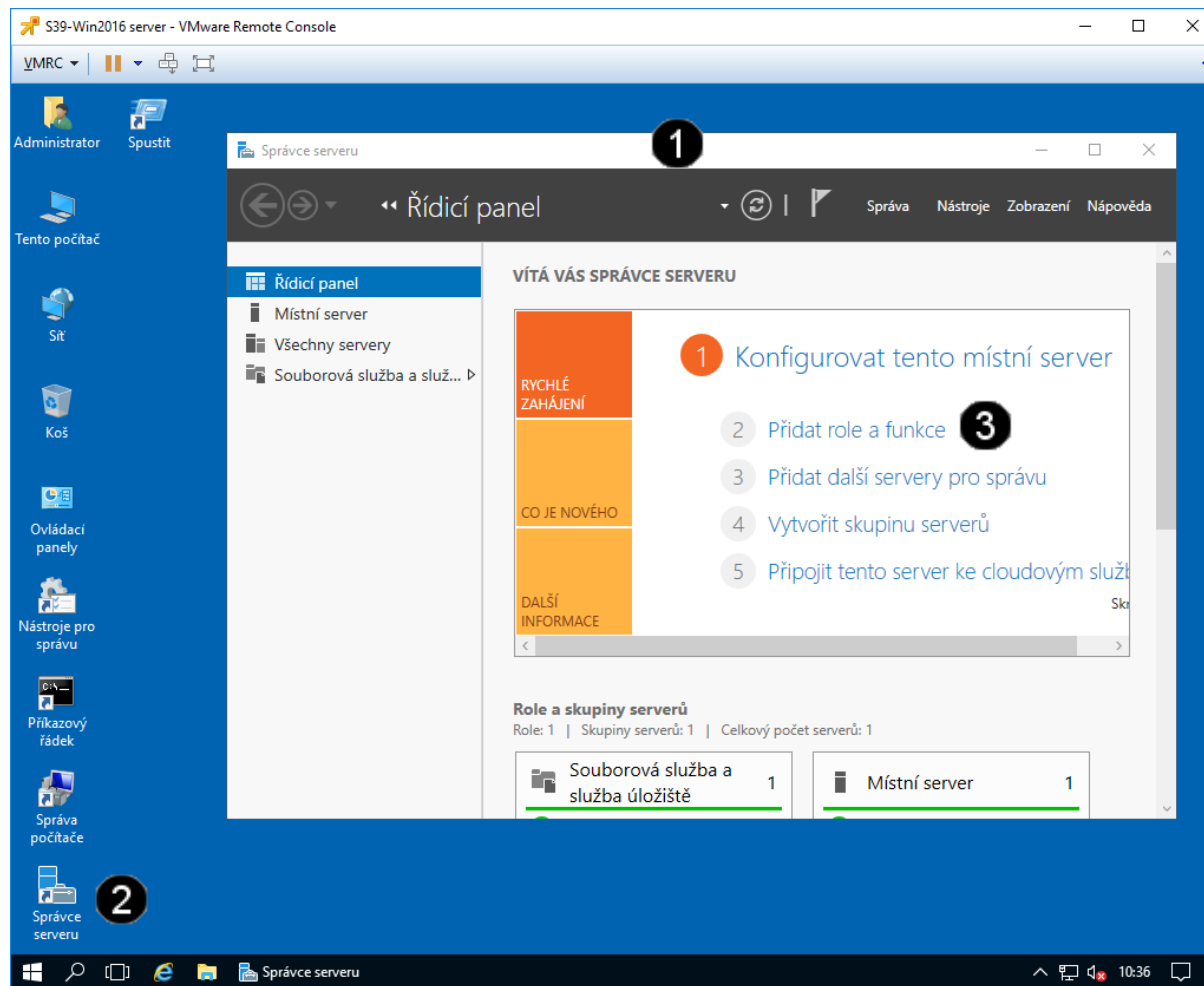 S39-Win2016 server - VMware Remote Console
VMRC
Administrator
Spustit
Tento počítač
Síť
Koš
Ovládací
panely
Nástroje pro
správu
C:\
Příkazový
řádek
Správa
počítače
Správce
serveru
2
Správce serveru
1
Řídicí panel
Správa Nástroje Zobrazení Nápověda
Řídicí panel
Místní server
Všechny servery
Souborová služba a služ...
VÍTÁ VÁS SPRÁVCE SERVERU
RYCHLÉ
ZAHÁJENÍ
CO JE NOVÉHO
DALŠÍ
INFORMACE
1 Konfigurovat tento místní server
2 Přidat role a funkce 3
3 Přidat další servery pro správu
4 Vytvořit skupinu serverů
5 Připojit tento server ke cloudovým služb
Skr
Role a skupiny serverů
Role: 1 | Skupiny serverů: 1 | Celkový počet serverů: 1
Souborová služba a
služba úložiště
1
Místní server 1
Správce serveru
10:36